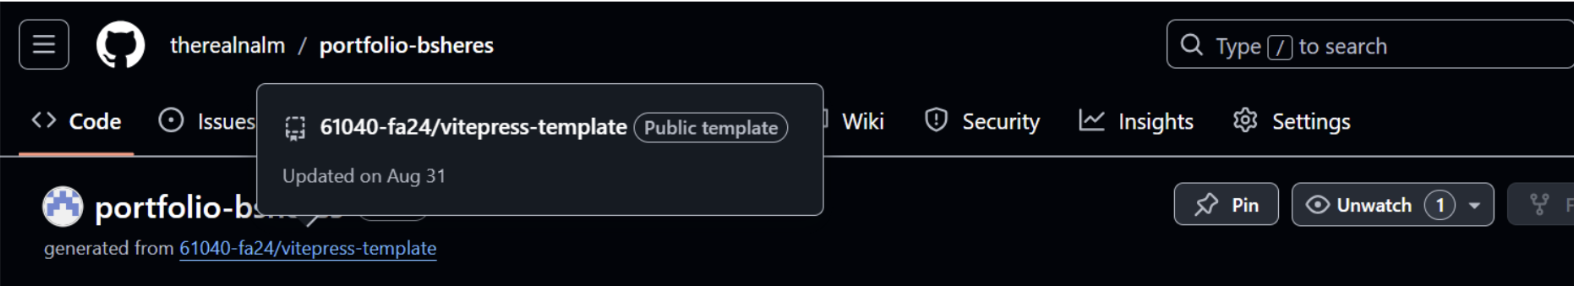 therealnalm / portfolio-bsheres
Type / to search
Code
Issues
Wiki
Security
Insights
Settings
61040-fa24/vitepress-template Public template
Updated on Aug 31
Pin
Unwatch 1
generated from 61040-fa24/vitepress-template